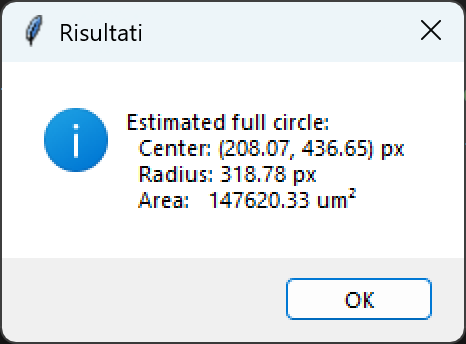 Risultati
Estimated full circle:
Center: (208.07, 436.65) px
Radius: 318.78 px
Area: 147620.33 um²
OK